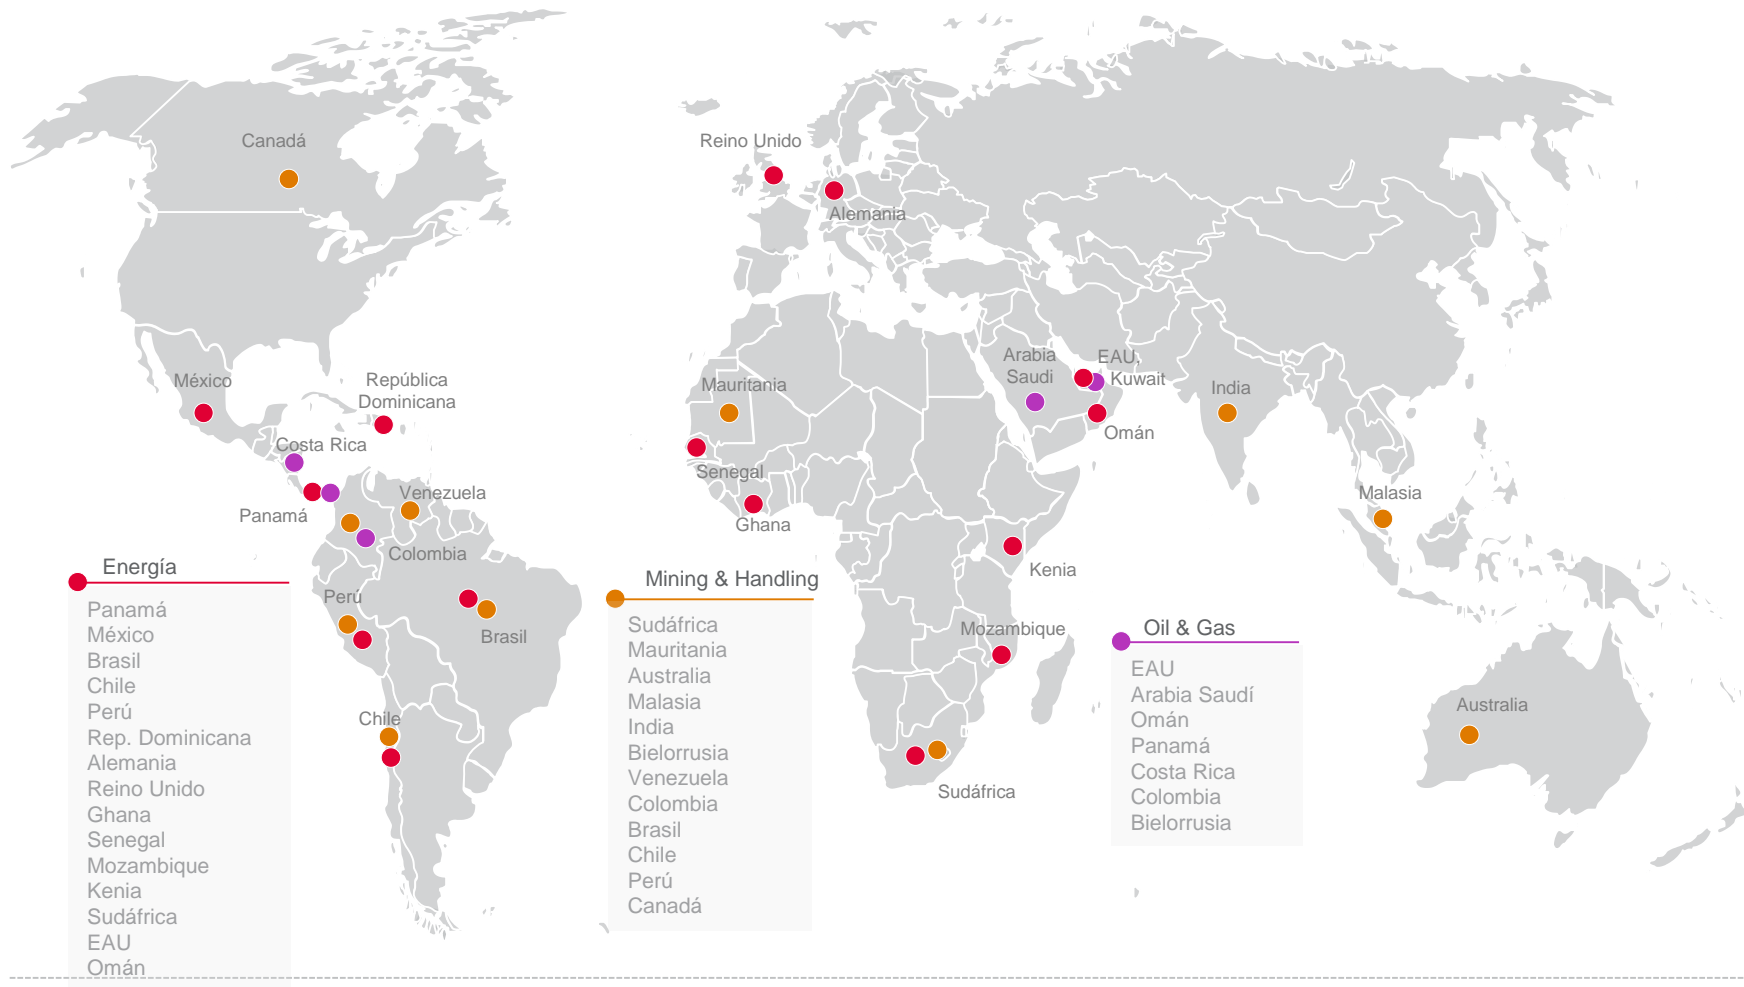 Canadá
Reino Unido
Alemania
México
República
Dominicana
Costa Rica
Panamá
Venezuela
Colombia
Perú
Brasil
Chile
Mauritania
Senegal
Ghana
Arabia
Saudi
EAU,
Kuwait
Omán
India
Malasia
Kenia
Mozambique
Sudáfrica
Australia
Energía
Panamá
México
Brasil
Chile
Perú
Rep. Dominicana
Alemania
Reino Unido
Ghana
Senegal
Mozambique
Kenia
Sudáfrica
EAU
Omán
Mining & Handling
Sudáfrica
Mauritania
Australia
Malasia
India
Bielorrusia
Venezuela
Colombia
Brasil
Chile
Perú
Canadá
Oil & Gas
EAU
Arabia Saudí
Omán
Panamá
Costa Rica
Colombia
Bielorrusia